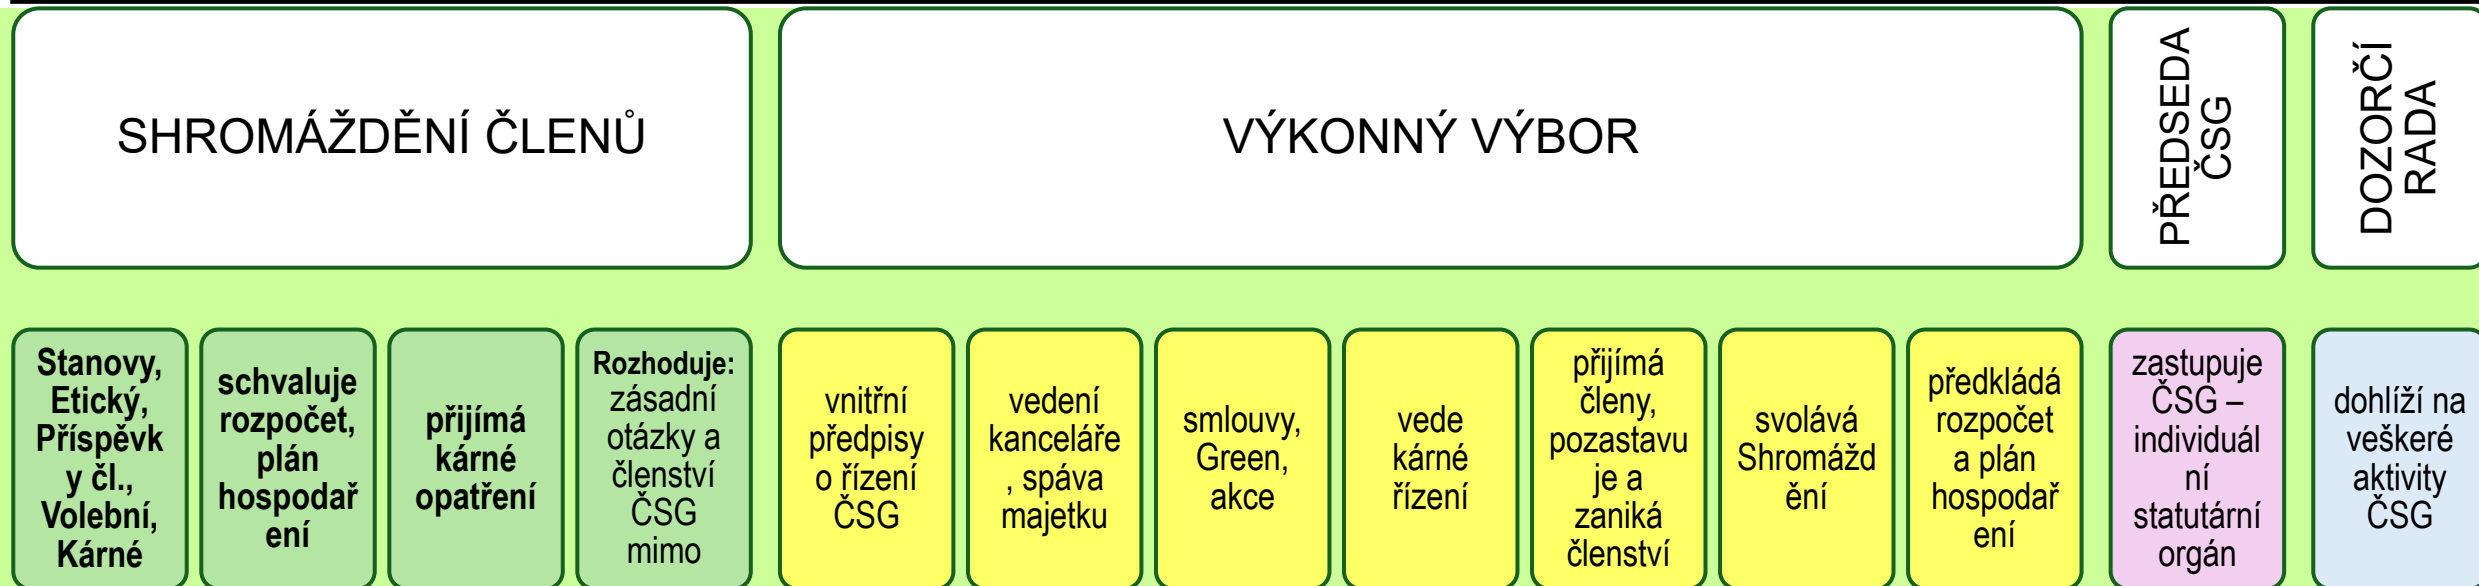 SHROMÁŽDĚNÍ ČLENŮ
VÝKONNÝ VÝBOR
PŘEDSEDA
ČSG
DOZORČÍ
RADA
Stanovy,
Etický,
Příspěvk
y čl.,
Volební,
Kárné
schvaluje
rozpočet,
plán
hospodař
ení
přijímá
kárné
opatření
Rozhoduje:
zásadní
otázky a
členství
ČSG
mimo
vnitřní
předpisy
o řízení
ČSG
vedení
kanceláře
, spáva
majetku
smlouvy,
Green,
akce
vede
kárné
řízení
přijímá
členy,
pozastavu
je a
zaniká
členství
svolává
Shromážd
ění
předkládá
rozpočet
a plán
hospodař
ení
zastupuje
ČSG –
individuál
ní
statutární
orgán
dohlíží na
veškeré
aktivity
ČSG